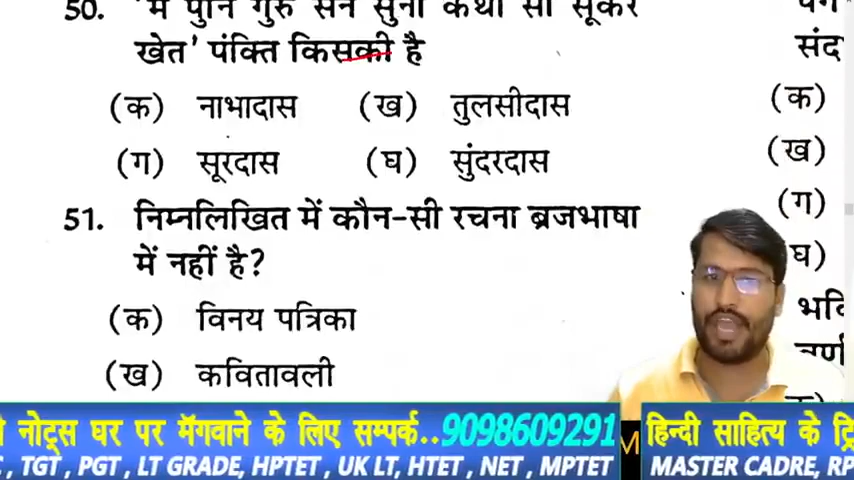 50. 'मैं पुनि गुरु सन सुनी कथा सो सूकर
खेत' पंक्ति किसकी है
(क) नाभादास (ख) तुलसीदास
(ग) सूरदास (घ) सुंदरदास
51. निम्नलिखित में कौन-सी रचना ब्रजभाषा
में नहीं है?
(क) विनय पत्रिका
(ख) कवितावली
संद
(क)
(ख)
(ग)
घ)
नोट्स घर पर मॅगवाने के लिए सम्पर्क..9098609291
M हिन्दी साहित्य के
, TGT , PGT , LT GRADE, HPTET , UK LT, HTET , NET , MPTET
MASTER CADRE, RP